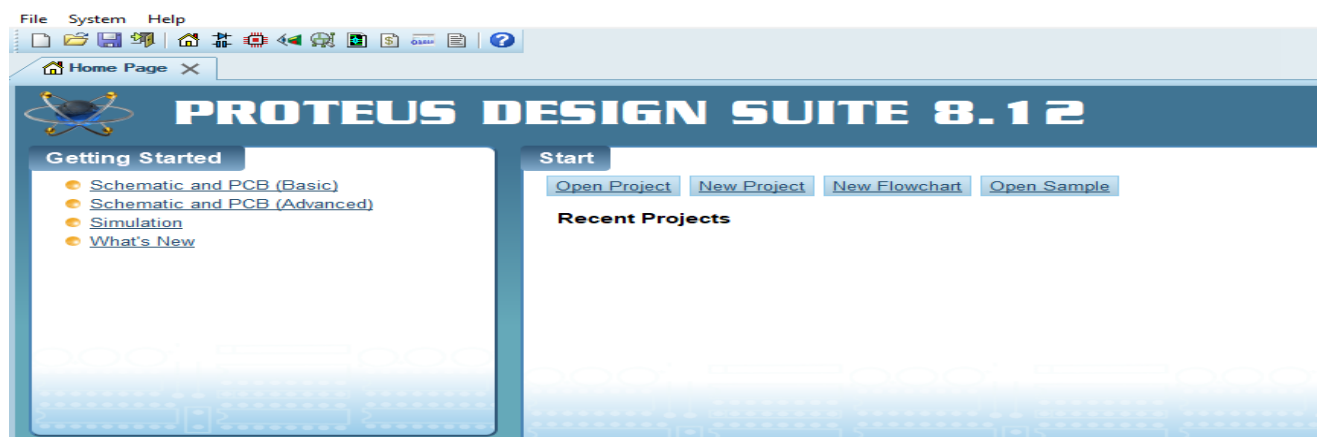 File System Help
Home Page
PROTEUS DESIGN SUITE 8.12
Getting Started
Schematic and PCB (Basic)
Schematic and PCB (Advanced)
Simulation
What's New
Start
Open Project New Project New Flowchart Open Sample
Recent Projects